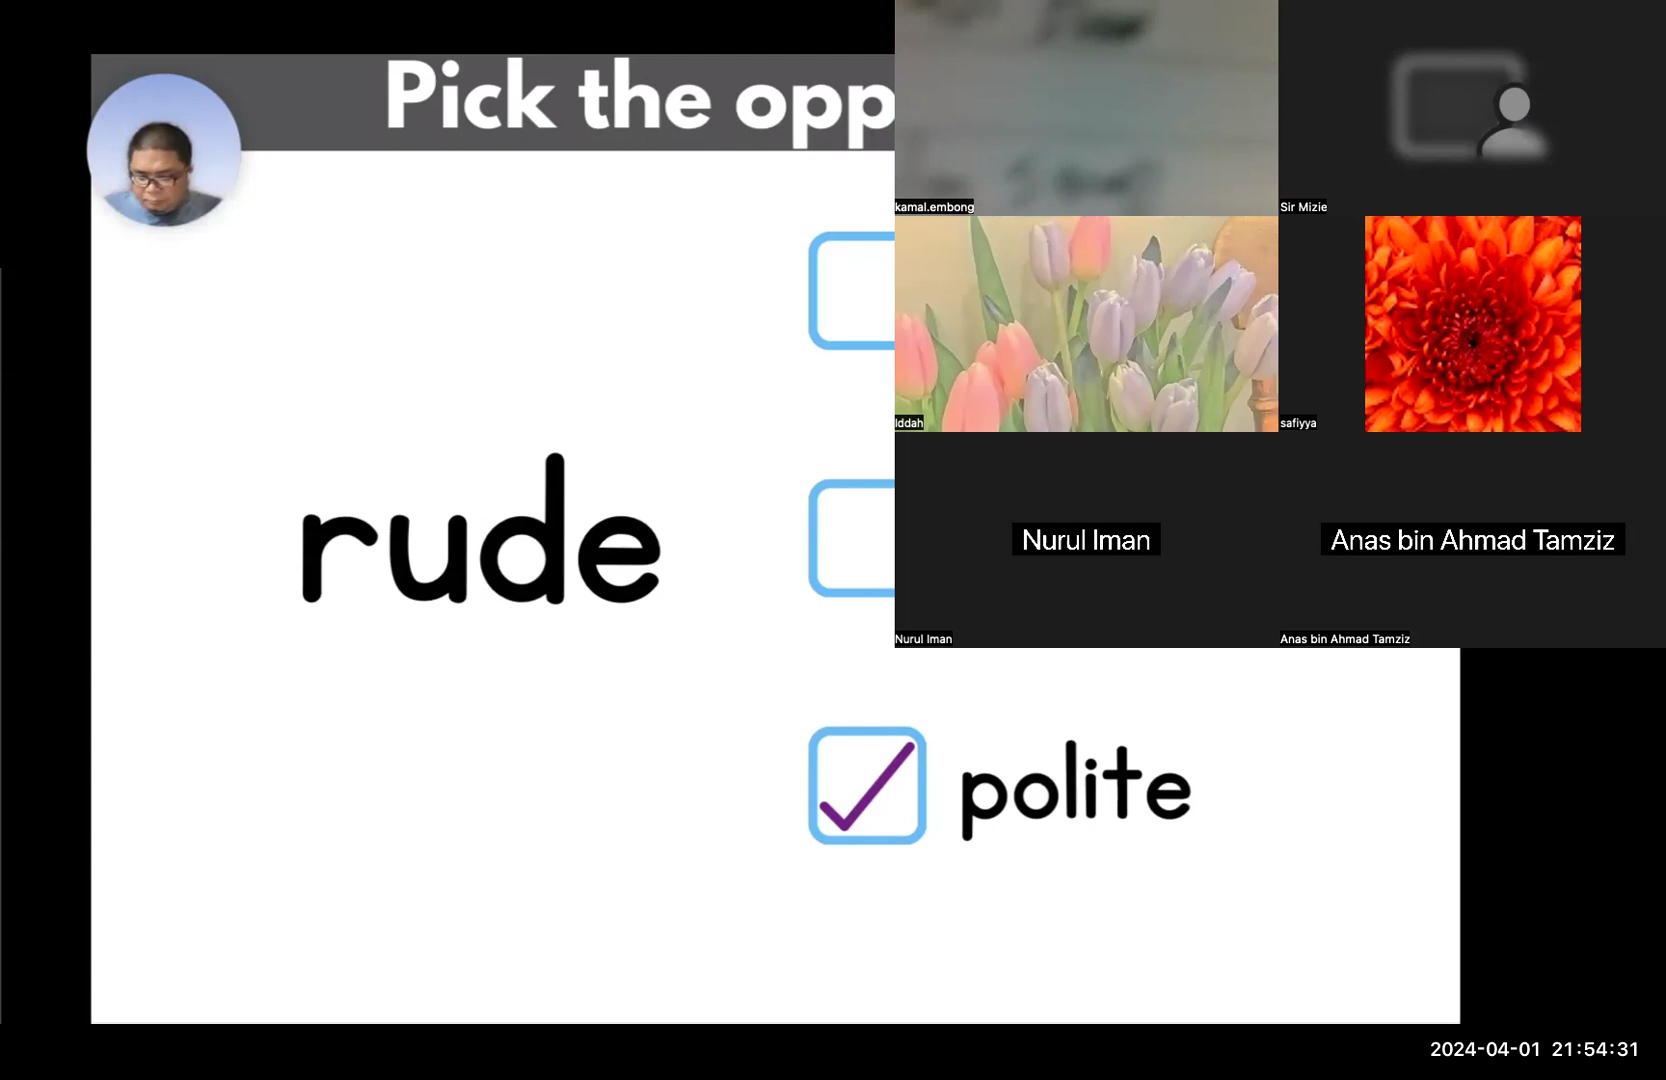 Pick the opp
rude
polite
kamal.embong
Sir Mizie
Iddah
safiyya
Nurul Iman
Anas bin Ahmad Tamziz
Nurul Iman
Anas bin Ahmad Tamziz
2024-04-01 21:54:31